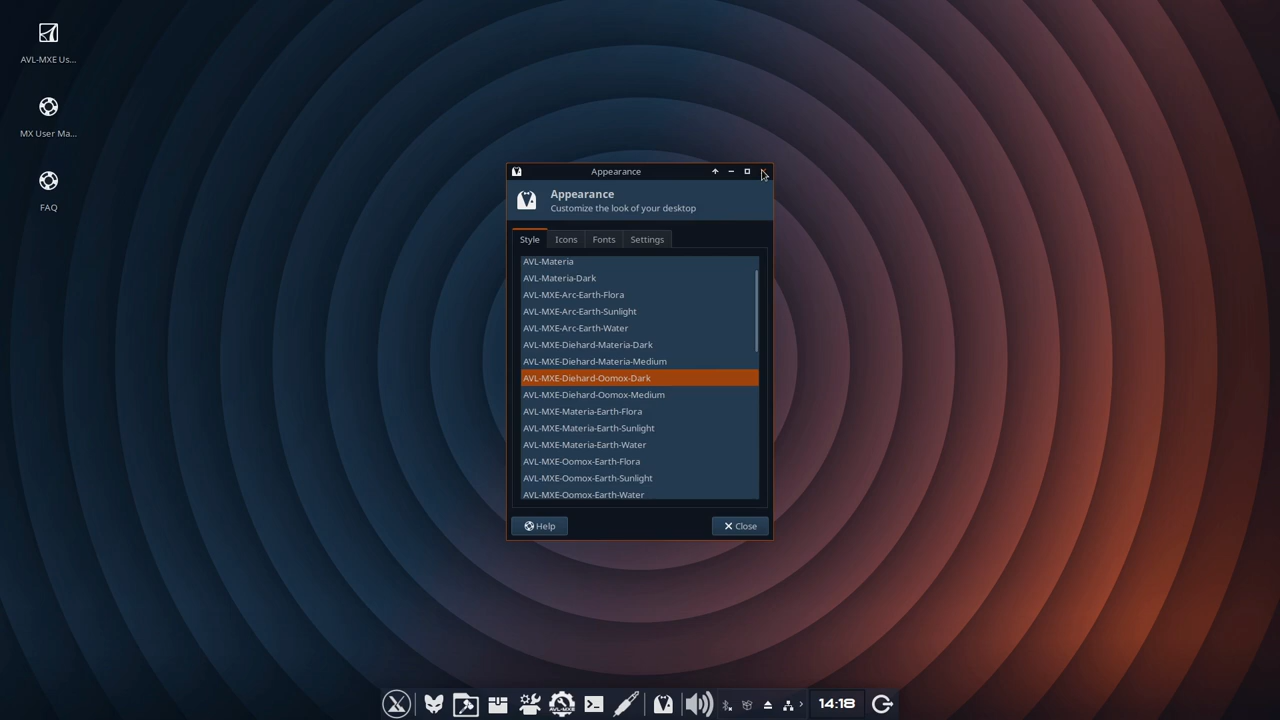 AVL-MXE Us...
MX User Ma...
FAQ
Appearance
Appearance
Customize the look of your desktop
Style
Icons
Fonts
Settings
AVL-Materia
AVL-Materia-Dark
AVL-MXE-Arc-Earth-Flora
AVL-MXE-Arc-Earth-Sunlight
AVL-MXE-Arc-Earth-Water
AVL-MXE-Diehard-Materia-Dark
AVL-MXE-Diehard-Materia-Medium
AVL-MXE-Diehard-Oomox-Dark
AVL-MXE-Diehard-Oomox-Medium
AVL-MXE-Materia-Earth-Flora
AVL-MXE-Materia-Earth-Sunlight
AVL-MXE-Materia-Earth-Water
AVL-MXE-Oomox-Earth-Flora
AVL-MXE-Oomox-Earth-Sunlight
AVL-MXE-Oomox-Earth-Water
Help
Close
AVL-MXE
14:18